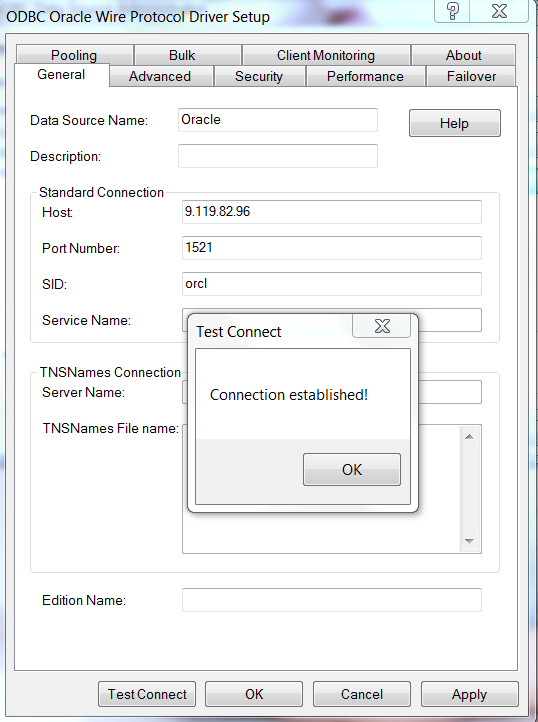 ODBC Oracle Wire Protocol Driver Setup
?
Pooling Bulk Client Monitoring About
General Advanced Security Performance Failover
Data Source Name: Oracle Help
Description:
Standard Connection
Host: 9.119.82.96
Port Number: 1521
SID: orcl
Service Name:
Test Connect
TNSNames Connection
Server Name:
Connection established!
TNSNames File name:
OK
Edition Name:
Test Connect OK Cancel Apply